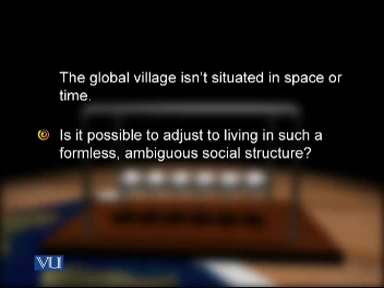 The global village isn't situated in space or
time.
Is it possible to adjust to living in such a
formless, ambiguous social structure?
VU